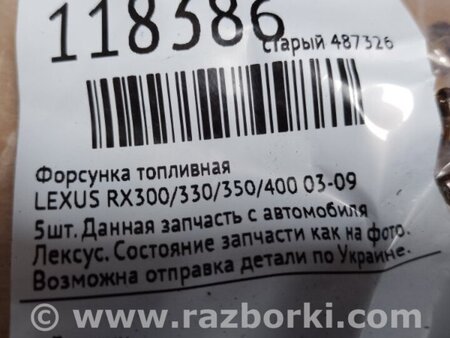 118386
старый 487326
Форсунка топливная
LEXUS RX300/330/350/400 03-09
5шт. Данная запчасть с автомобиля
Лексус. Состояние запчасти как на фото.
Возможна отправка детали по Украине.
www.razborki.com